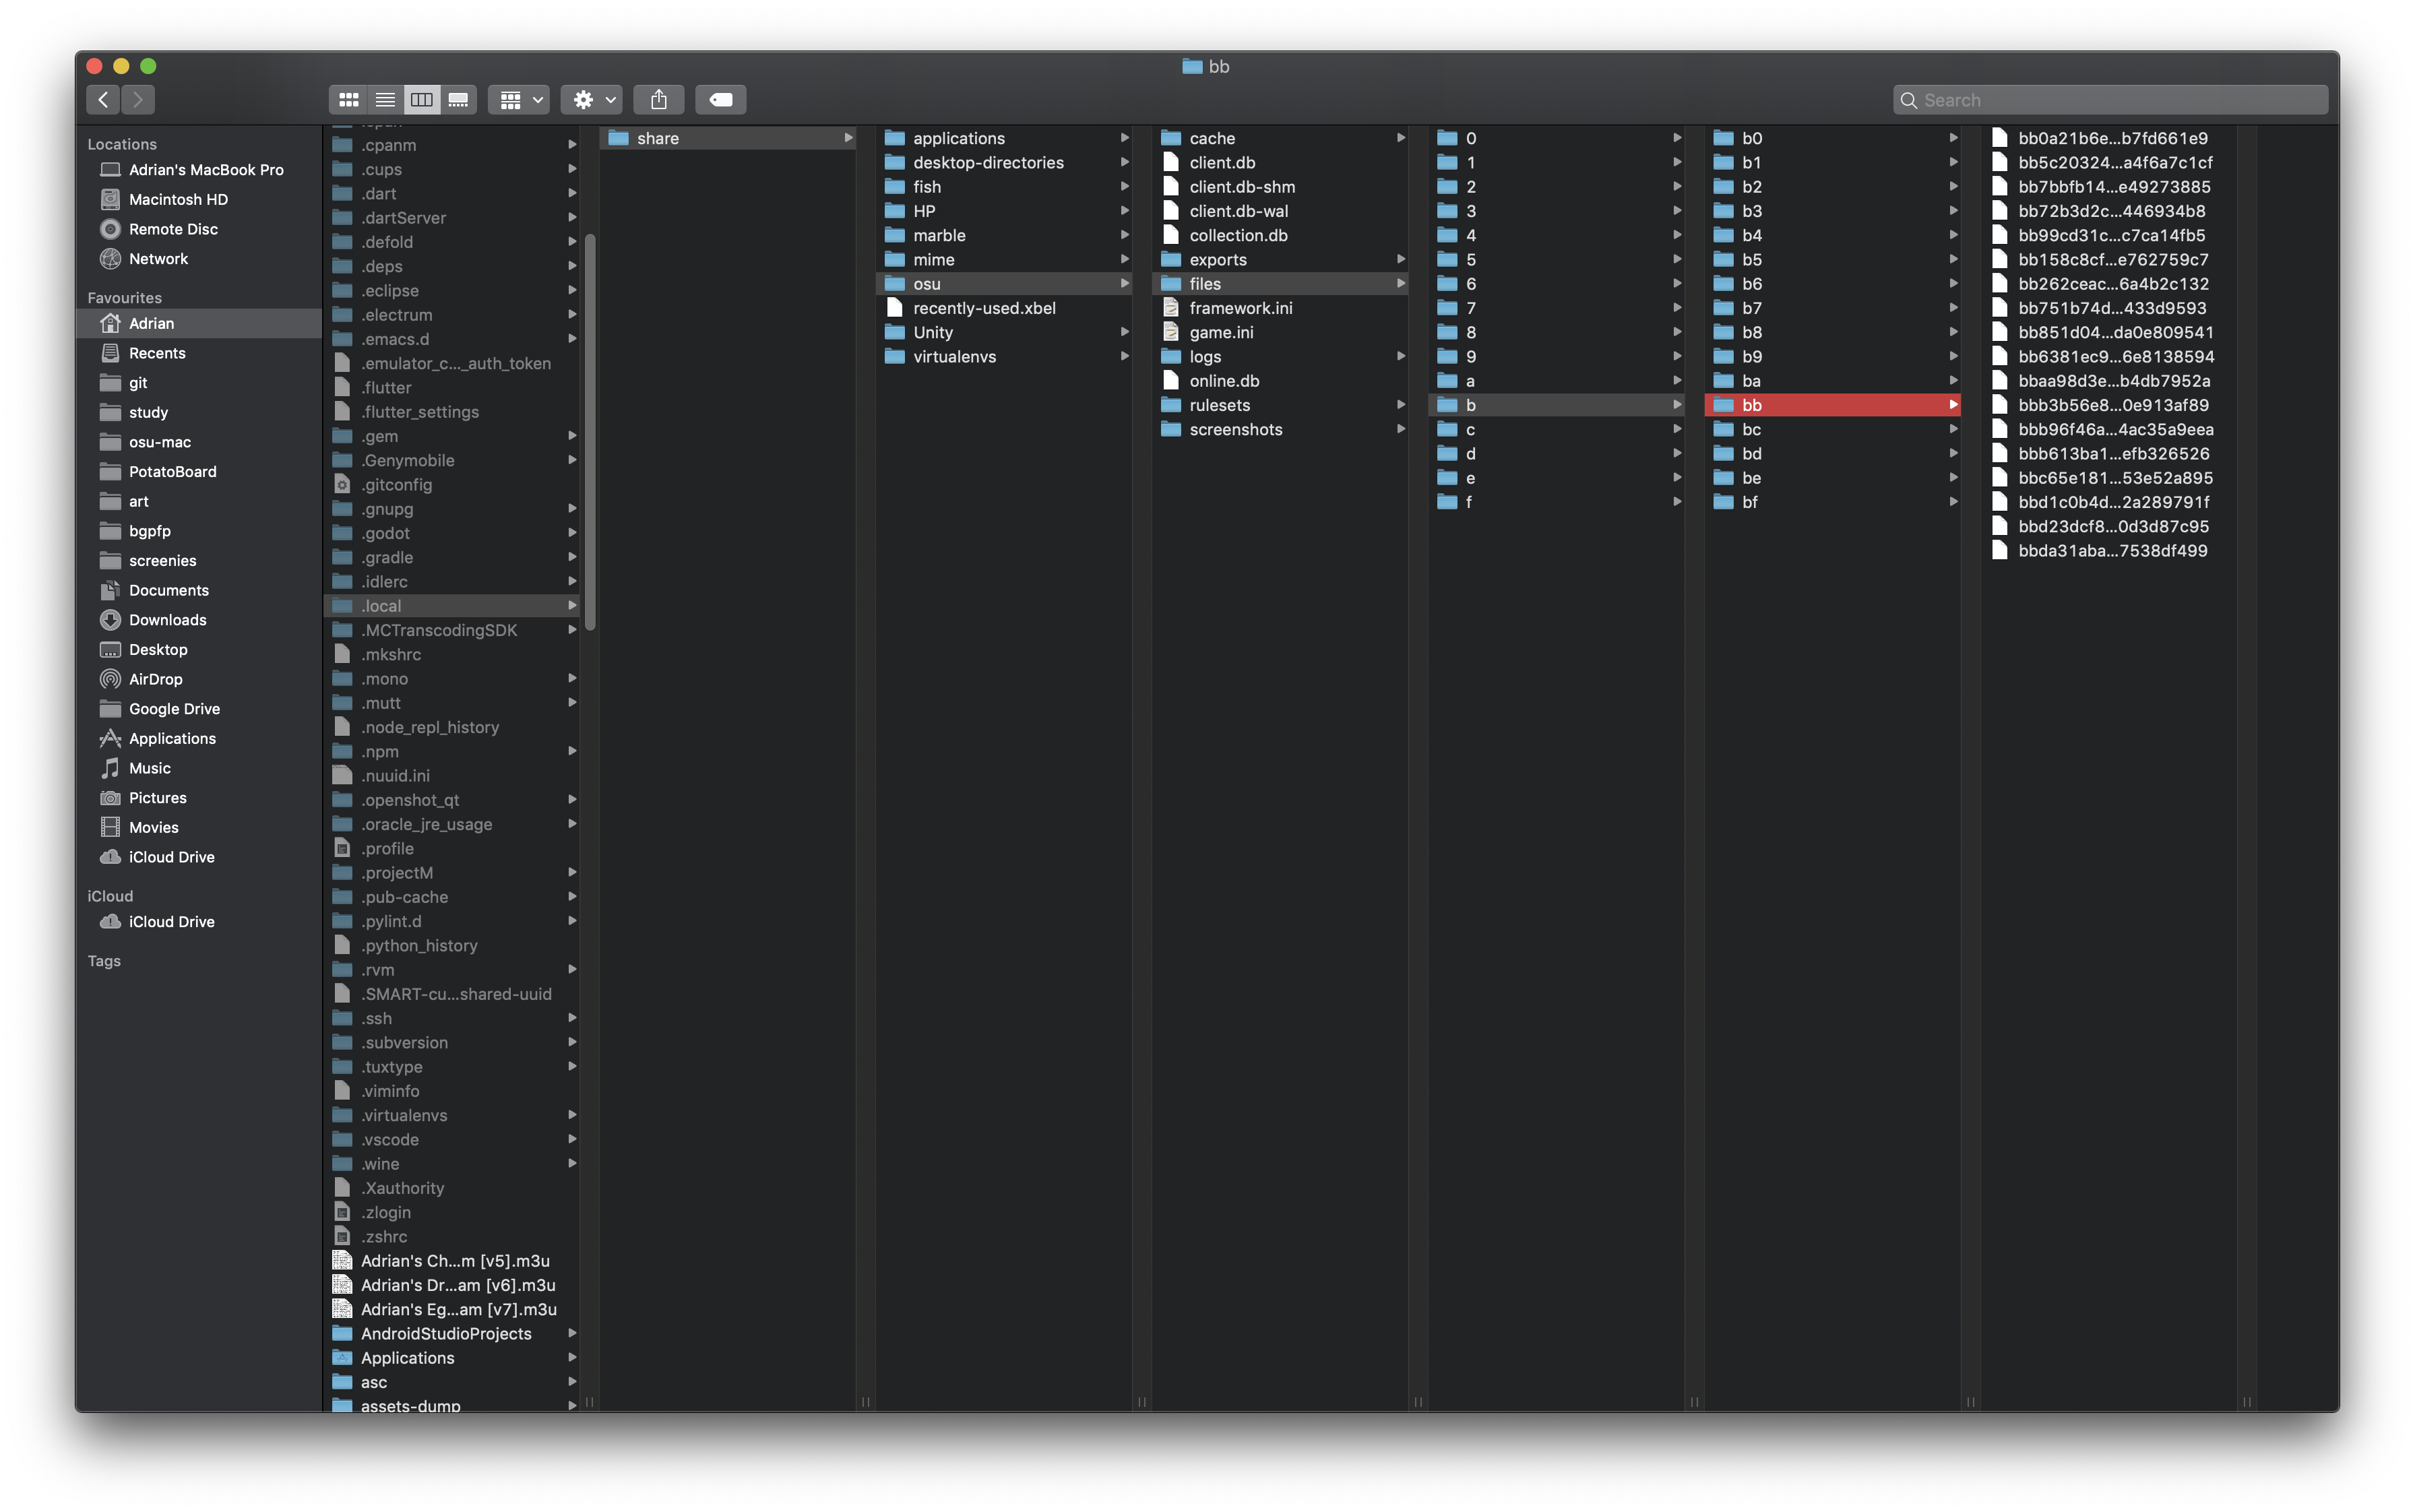 bb
Search
Locations
Adrian's MacBook Pro
Macintosh HD
Remote Disc
Network
Favourites
Adrian
Recents
git
study
osu-mac
PotatoBoard
art
bgpfp
screenies
Documents
Downloads
Desktop
AirDrop
Google Drive
Applications
Music
Pictures
Movies
iCloud Drive
iCloud
iCloud Drive
Tags
.cpanm
.cups
.dart
.dartServer
.defold
.deps
.eclipse
.electrum
.emacs.d
.emulator_c..._auth_token
.flutter
.flutter_settings
.gem
.Genymobile
.gitconfig
.gnupg
.godot
.gradle
.idlerc
.local
.MCTranscodingSDK
.mkshrc
.mono
.mutt
.node_repl_history
.npm
.nuuid.ini
.openshot_qt
.oracle_jre_usage
.profile
.projectM
.pub-cache
.pylint.d
.python_history
.rvm
.SMART-cu...shared-uuid
.ssh
.subversion
.tuxtype
.viminfo
.virtualenvs
.vscode
.wine
.Xauthority
.zlogin
.zshrc
Adrian's Ch...m [v5].m3u
Adrian's Dr...am [v6].m3u
Adrian's Eg...am [v7].m3u
AndroidStudioProjects
Applications
asc
assets-dump
share
applications
desktop-directories
fish
HP
marble
mime
osu
recently-used.xbel
Unity
virtualenvs
cache
client.db
client.db-shm
client.db-wal
collection.db
exports
files
framework.ini
game.ini
logs
online.db
rulesets
screenshots
0
1
2
3
4
5
6
7
8
9
a
b
c
d
e
f
b0
b1
b2
b3
b4
b5
b6
b7
b8
b9
ba
bb
bc
bd
be
bf
bb0a21b6e...b7fd661e9
bb5c20324...a4f6a7c1cf
bb7bbfb14...e49273885
bb72b3d2c...446934b8
bb99cd31c...c7ca14fb5
bb158c8cf...e762759c7
bb262ceac...6a4b2c132
bb751b74d...433d9593
bb851d04...da0e809541
bb6381ec9...6e8138594
bbaa98d3e...b4db7952a
bbb3b56e8...0e913af89
bbb96f46a...4ac35a9eea
bbb613ba1...efb326526
bbc65e181...53e52a895
bbd1c0b4d...2a289791f
bbd23dcf8...0d3d87c95
bbda31aba...7538df499